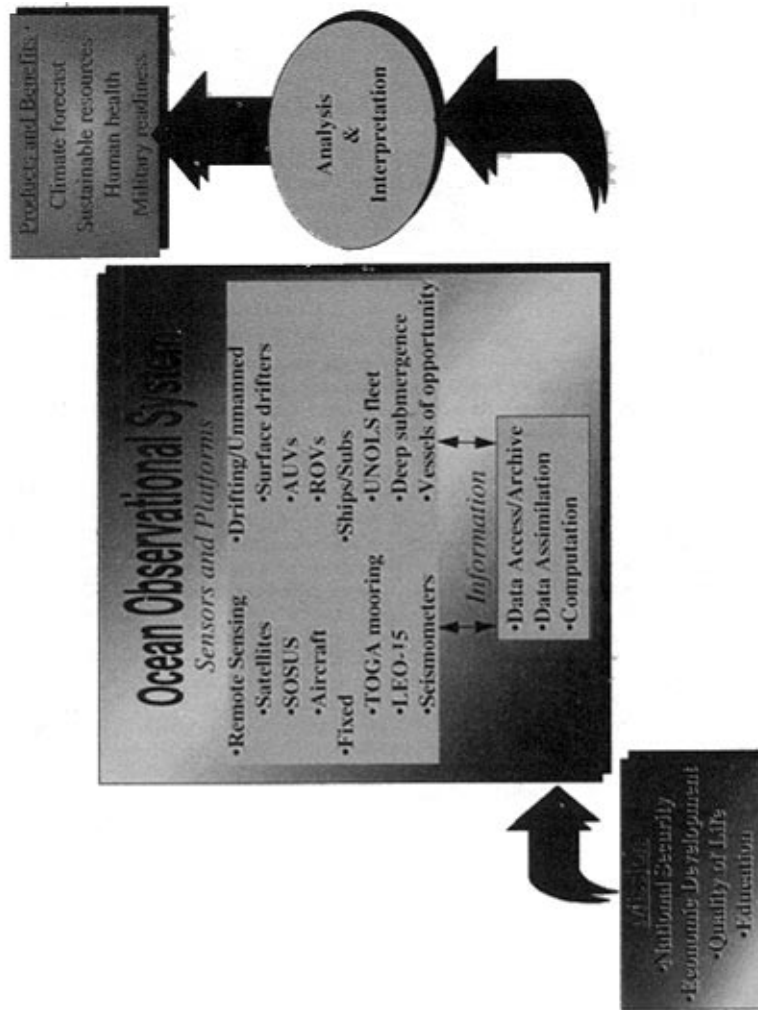 Mission
•National Security
•Economic Development
•Quality of Life
•Education
Ocean Observational System
Sensors and Platforms
•Remote Sensing
•Satellites
•SOSUS
•Aircraft
•Fixed
•TOGA mooring
•LEO-15
•Seismometers
•Drifting/Unmanned
•Surface drifters
•AUVs
•ROVs
•Ships/Subs
•UNOLS fleet
•Deep submergence
•Vessels of opportunity
Information
•Data Access/Archive
•Data Assimilation
•Computation
Analysis
&
Interpretation
Products and Benefits
Climate forecast
Sustainable resources
Human health
Military readiness